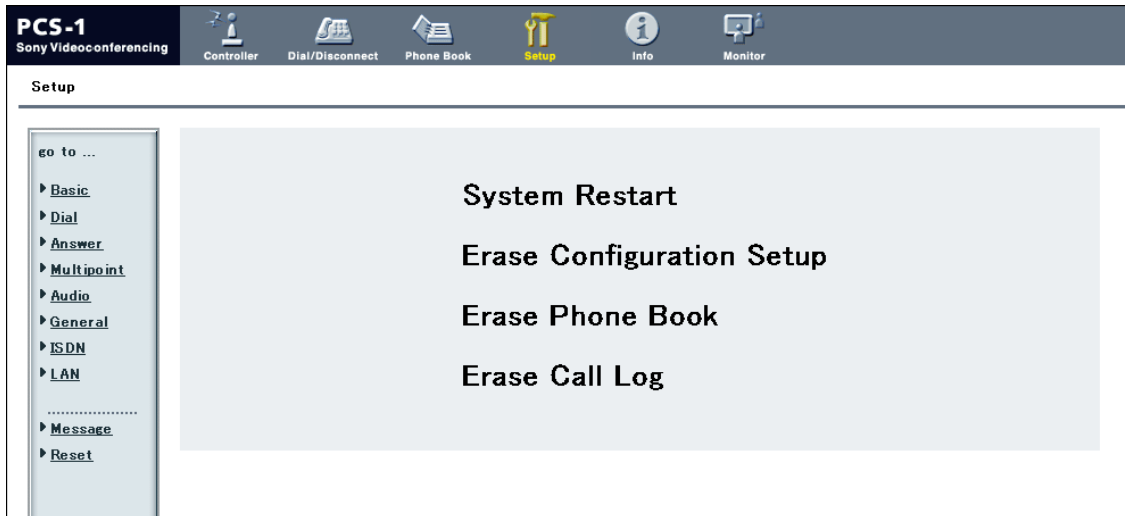 PCS-1
Sony Videoconferencing
Controller
Dial/Disconnect
Phone Book
Setup
Info
Monitor
Setup
go to ...
Basic
Dial
Answer
Multipoint
Audio
General
ISDN
LAN
Message
Reset
System Restart
Erase Configuration Setup
Erase Phone Book
Erase Call Log